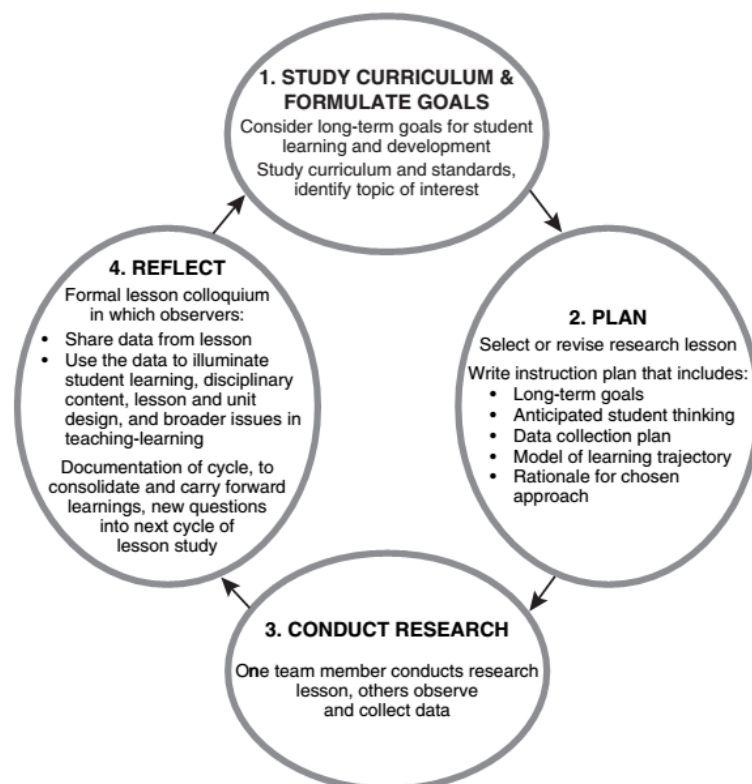 1. STUDY CURRICULUM &
FORMULATE GOALS
Consider long-term goals for student
learning and development
Study curriculum and standards,
identify topic of interest
2. PLAN
Select or revise research lesson
Write instruction plan that includes:
• Long-term goals
• Anticipated student thinking
• Data collection plan
• Model of learning trajectory
• Rationale for chosen
approach
3. CONDUCT RESEARCH
One team member conducts research
lesson, others observe
and collect data
4. REFLECT
Formal lesson colloquium
in which observers:
• Share data from lesson
• Use the data to illuminate
student learning, disciplinary
content, lesson and unit
design, and broader issues in
teaching-learning
Documentation of cycle, to
consolidate and carry forward
learnings, new questions
into next cycle of
lesson study